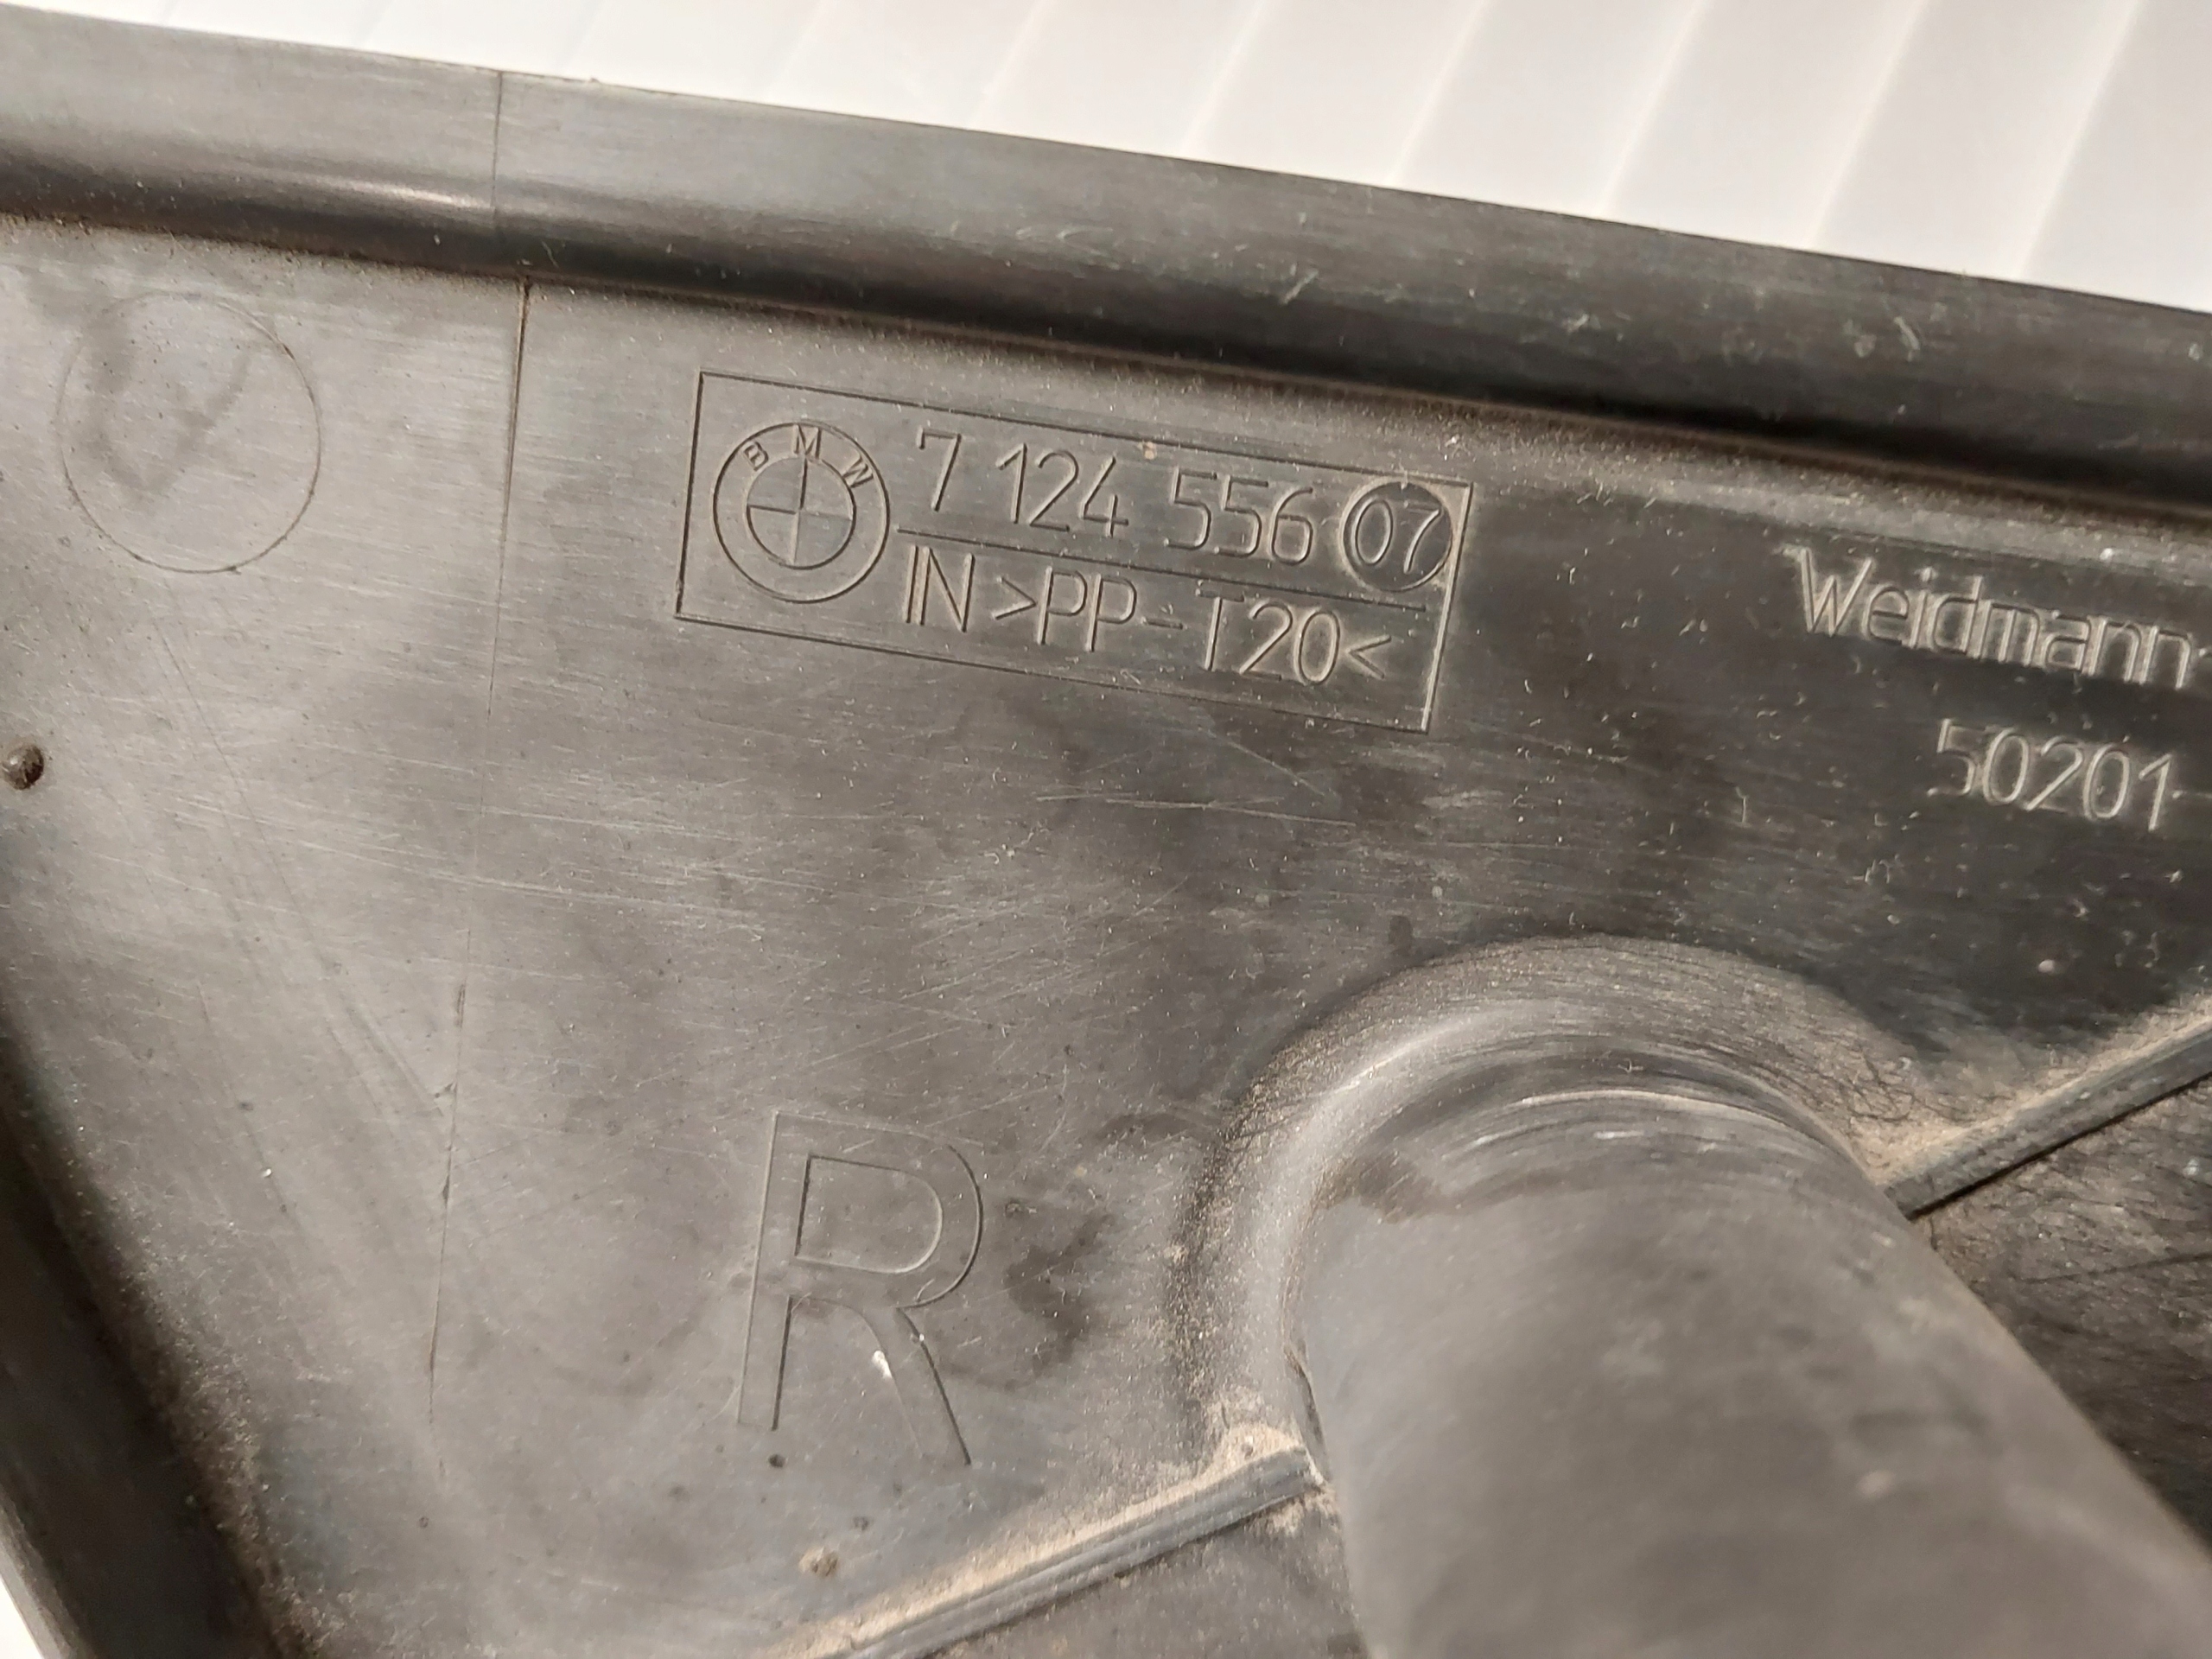 BMW
7 124 556 07
IN >PP-T20<
Weidmann
50201
R